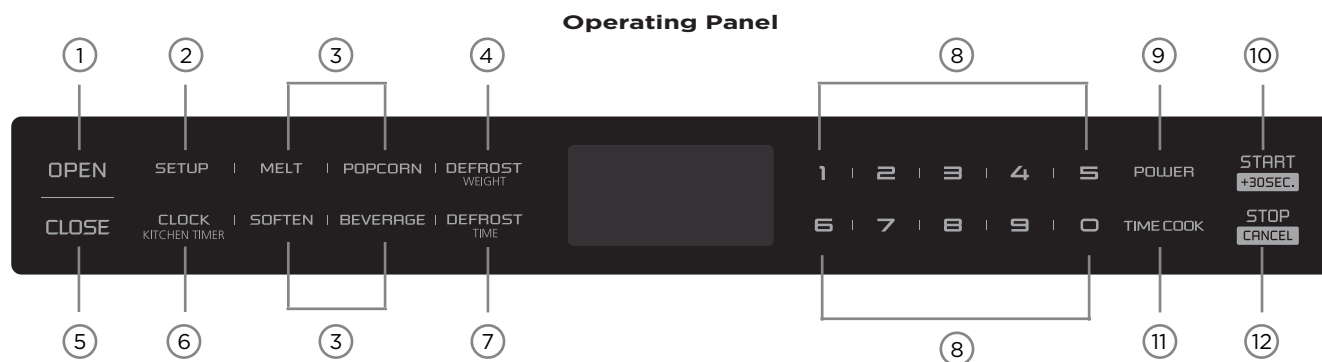 Operating Panel
1 2 3 4 8 9 10
OPEN SETUP MELT POPCORN DEFROST 1 2 3 4 5 POWER START
WEIGHT +30SEC.
CLOSE CLOCK SOFTEN BEVERAGE DEFROST 6 7 8 9 0 TIME COOK STOP
KITCHEN TIMER TIME CANCEL
5 6 3 7 8 11 12